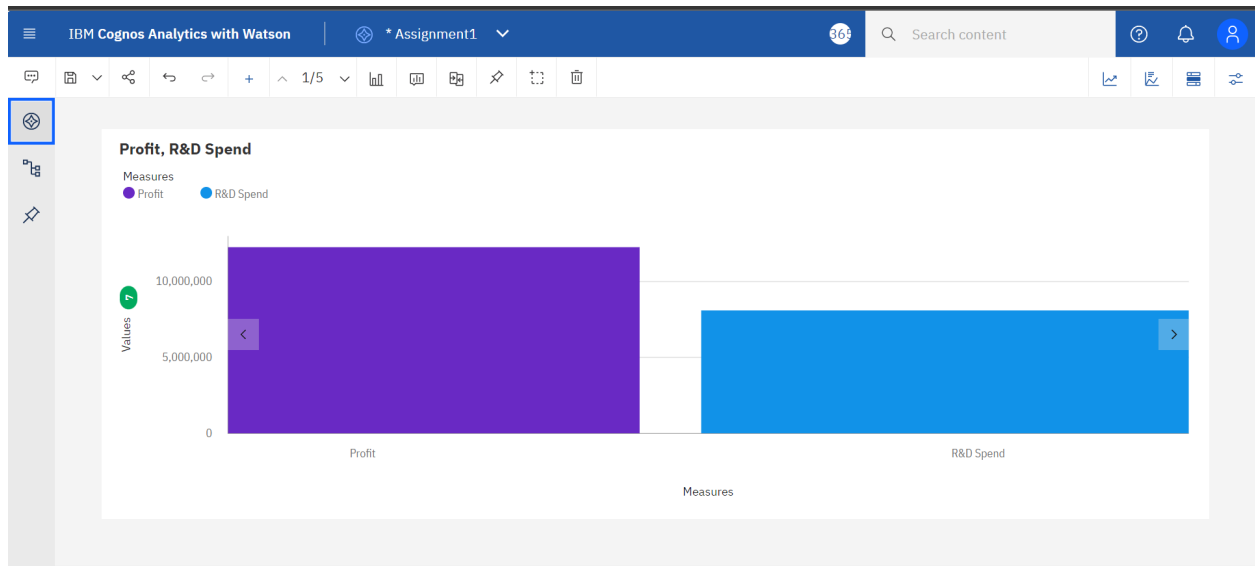 IBM Cognos Analytics with Watson
* Assignment1
365
Search content
1/5
Profit, R&D Spend
Measures
Profit
R&D Spend
10,000,000
5,000,000
0
Values
7
Profit
R&D Spend
Measures